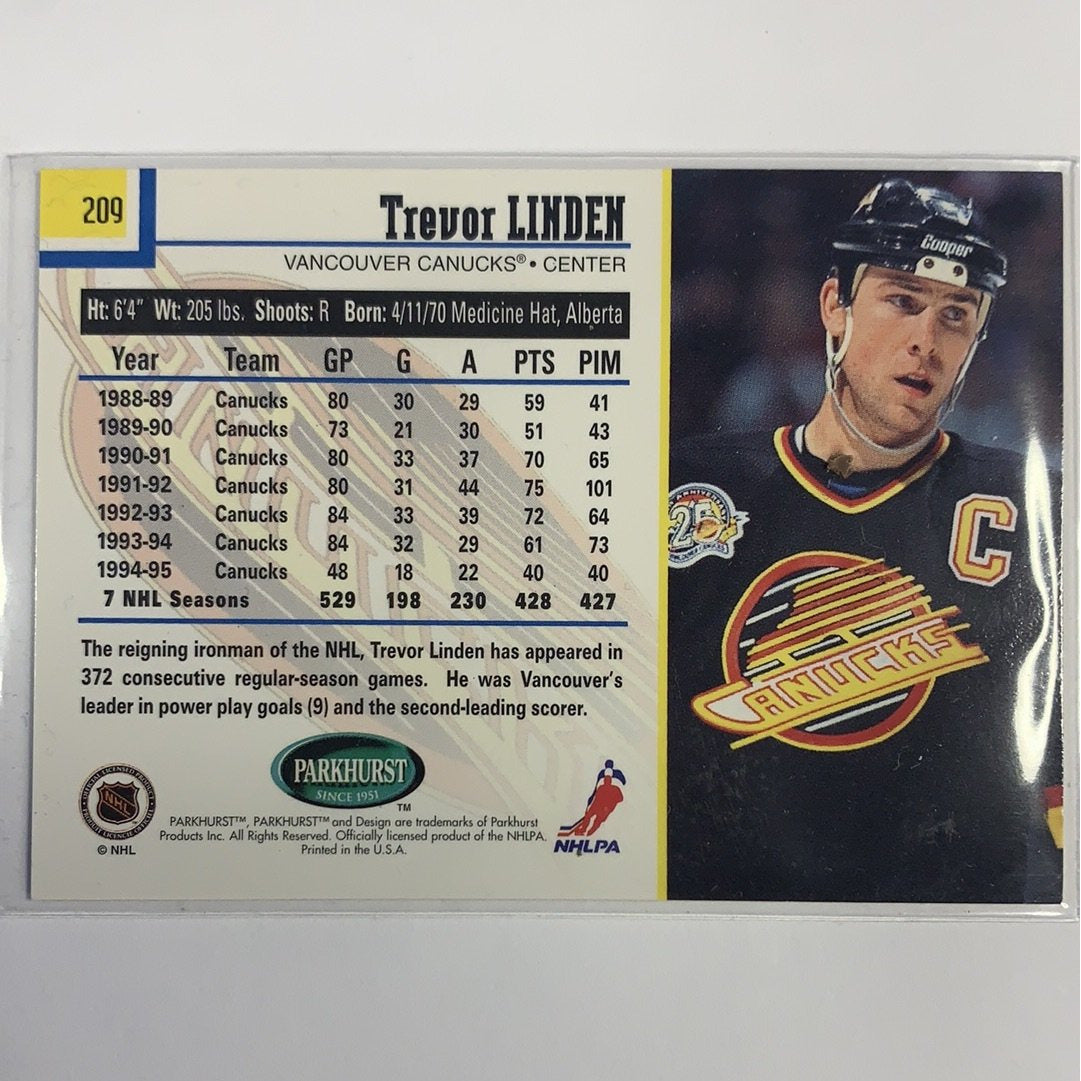 209
Trevor LINDEN
VANCOUVER CANUCKS® • CENTER
Ht: 6'4" Wt: 205 lbs. Shoots: R Born: 4/11/70 Medicine Hat, Alberta
Year Team GP G A PTS PIM
1988-89 Canucks 80 30 29 59 41
1989-90 Canucks 73 21 30 51 43
1990-91 Canucks 80 33 37 70 65
1991-92 Canucks 80 31 44 75 101
1992-93 Canucks 84 33 39 72 64
1993-94 Canucks 84 32 29 61 73
1994-95 Canucks 48 18 22 40 40
7 NHL Seasons 529 198 230 428 427
The reigning ironman of the NHL, Trevor Linden has appeared in
372 consecutive regular-season games. He was Vancouver's
leader in power play goals (9) and the second-leading scorer.
NHL
© NHL
PARKHURST
SINCE 1951
™
PARKHURST™, PARKHURST™ and Design are trademarks of Parkhurst
Products Inc. All Rights Reserved. Officially licensed product of the NHLPA.
Printed in the U.S.A.
NHLPA
Cooper
ANNIVERSARY
25
C
CANUCKS